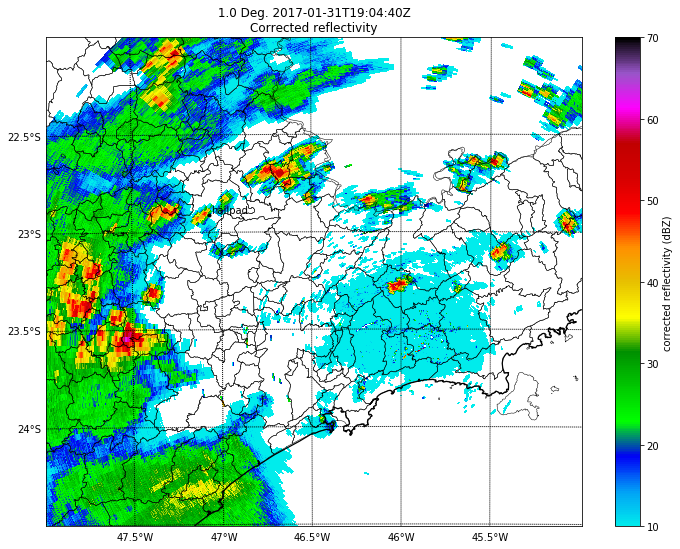 1.0 Deg. 2017-01-31T19:04:40Z
Corrected reflectivity
22.5°S
23°S
23.5°S
24°S
47.5°W
47°W
46.5°W
46°W
45.5°W
70
60
50
40
30
20
10
corrected reflectivity (dBZ)